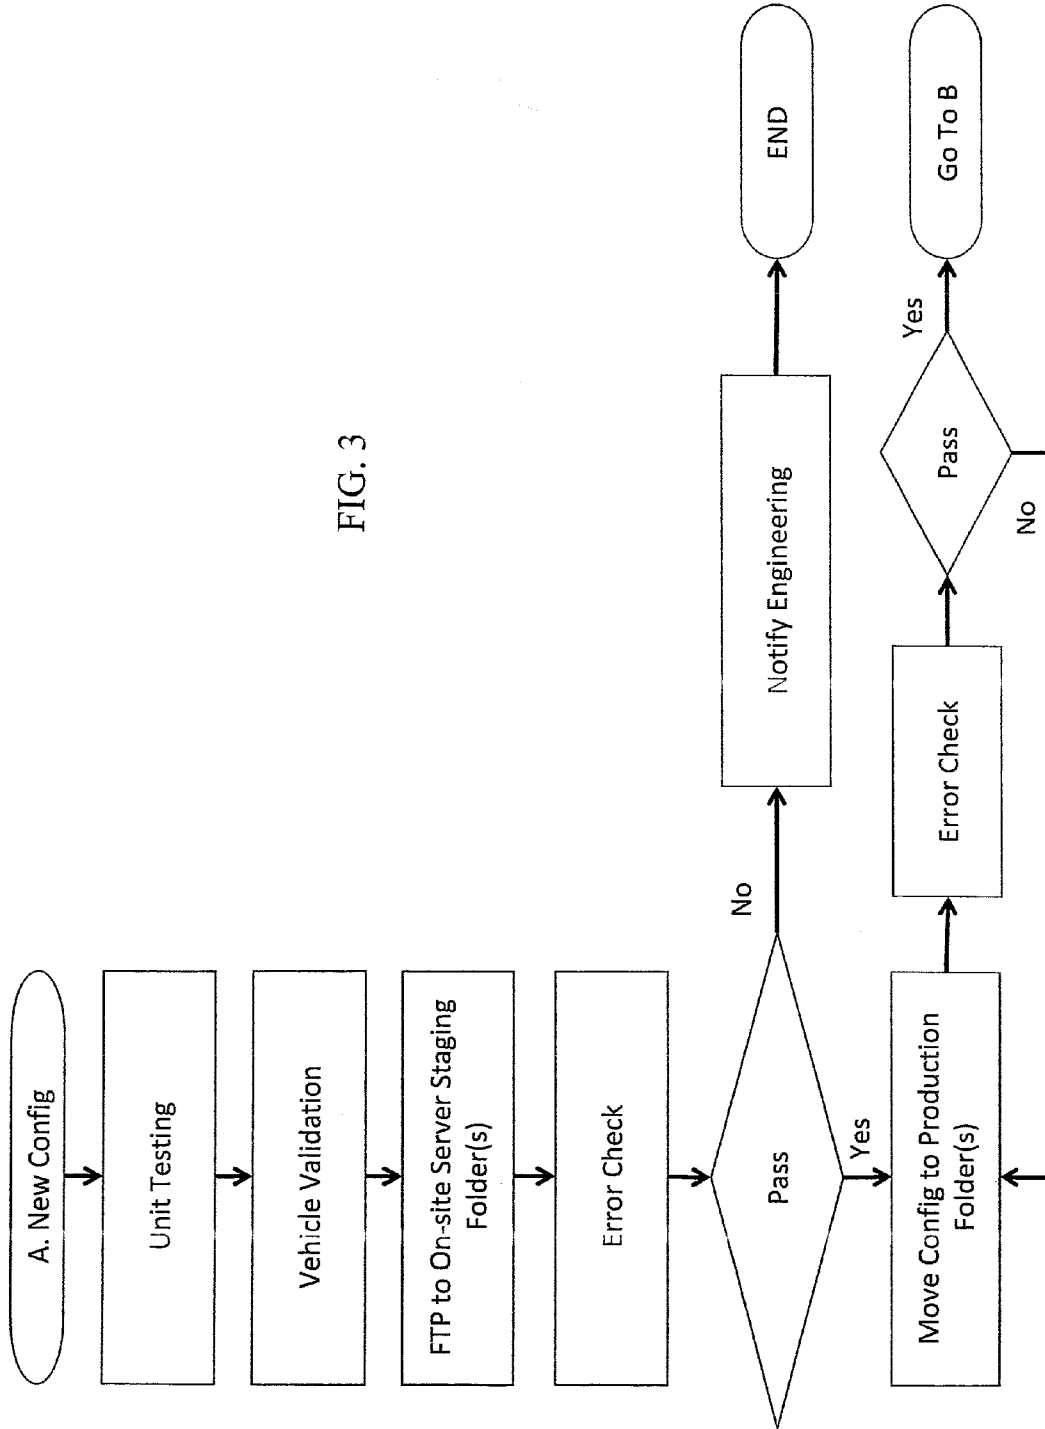 A. New Config
Unit Testing
Vehicle Validation
FTP to On-site Server Staging
Folder(s)
Error Check
Pass
No
Notify Engineering
END
Yes
Move Config to Production
Folder(s)
Error Check
Pass
Yes
Go To B
No
FIG. 3